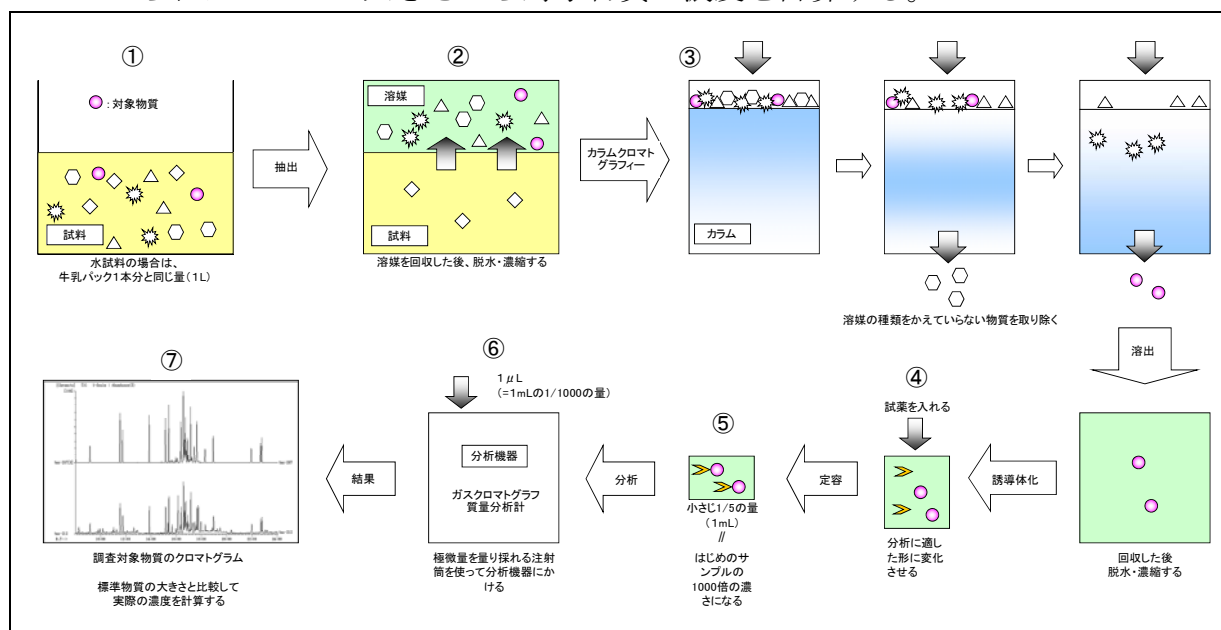 ①
：対象物質
試料
水試料の場合は、
牛乳パック1本分と同じ量（1L）
抽出
②
溶媒
試料
溶媒を回収した後、脱水・濃縮する
カラムクロマト
グラフィー
③
カラム
溶媒の種類をかえていらない物質を取り除く
溶出
回収した後
脱水・濃縮する
誘導体化
④
試薬を入れる
分析に適し
た形に変化
させる
定容
⑤
小さじ1/5の量
（1mL）
〃
はじめのサ
ンプルの
1000倍の濃
さになる
分析
⑥
1μL
(=1mLの1/1000の量)
分析機器
ガスクロマトグラフ
質量分析計
極微量を量り採れる注射
筒を使って分析機器にか
ける
結果
⑦
調査対象物質のクロマトグラム
標準物質の大きさと比較して
実際の濃度を計算する